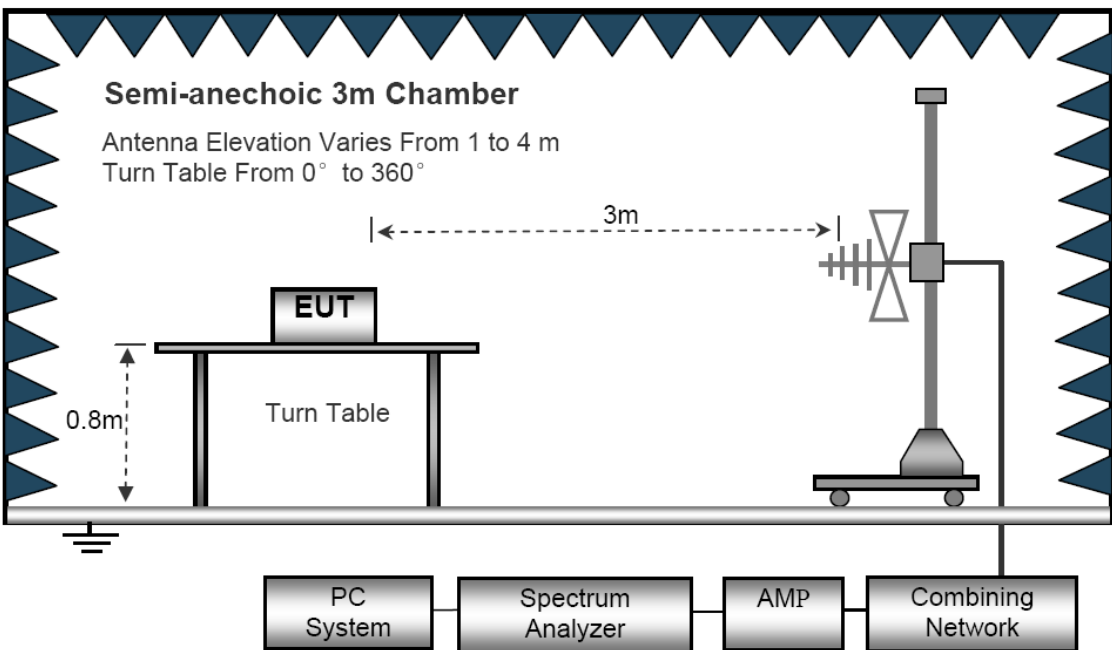 Semi-anechoic 3m Chamber
Antenna Elevation Varies From 1 to 4 m
Turn Table From 0° to 360°
3m
EUT
0.8m
Turn Table
PC
System
Spectrum
Analyzer
AMP
Combining
Network